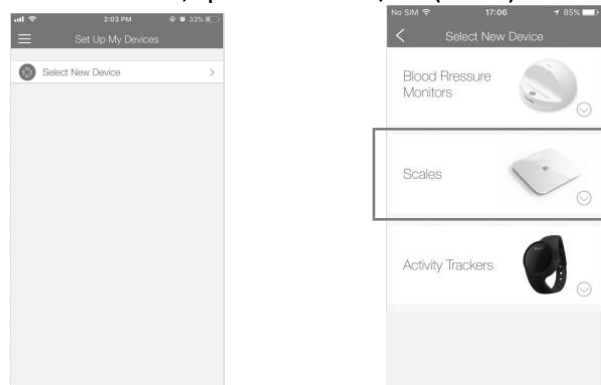 2:03 PM
33%
Set Up My Devices
Select New Device
No SIM
17:06
85%
Select New Device
Blood Rressure
Monitors
Scales
Activity Trackers